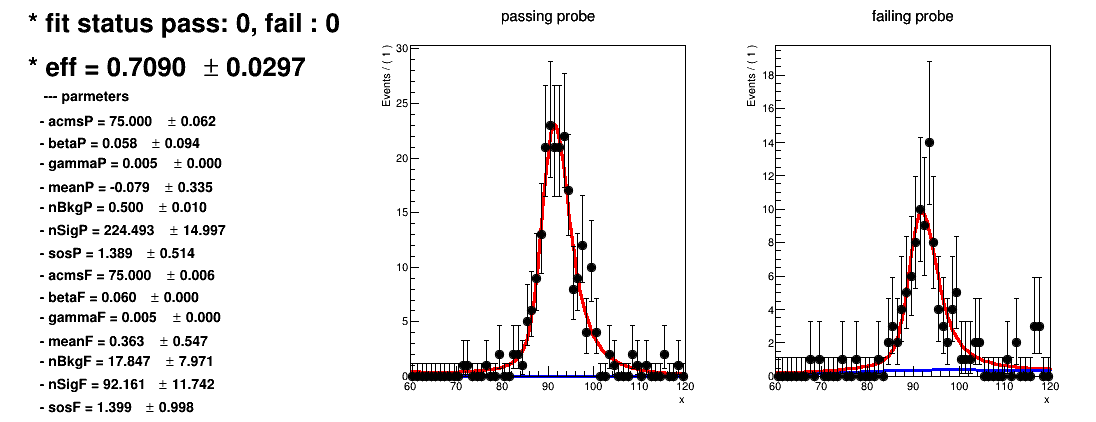 * fit status pass: 0, fail : 0
* eff = 0.7090 ± 0.0297
--- parmeters
- acmsP = 75.000 ± 0.062
- betaP = 0.058 ± 0.094
- gammaP = 0.005 ± 0.000
- meanP = -0.079 ± 0.335
- nBkgP = 0.500 ± 0.010
- nSigP = 224.493 ± 14.997
- sosP = 1.389 ± 0.514
- acmsF = 75.000 ± 0.006
- betaF = 0.060 ± 0.000
- gammaF = 0.005 ± 0.000
- meanF = 0.363 ± 0.547
- nBkgF = 17.847 ± 7.971
- nSigF = 92.161 ± 11.742
- sosF = 1.399 ± 0.998
passing probe
Events / ( 1 )
30
25
20
15
10
5
0
60 70 80 90 100 110 120
x
failing probe
Events / ( 1 )
18
16
14
12
10
8
6
4
2
0
60 70 80 90 100 110 120
x